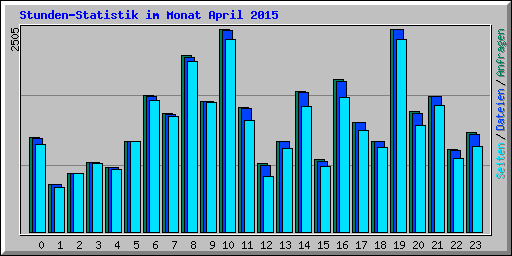 Stunden-Statistik im Monat April 2015
2505
Seiten / Dateien / Anfragen
0 1 2 3 4 5 6 7 8 9 10 11 12 13 14 15 16 17 18 19 20 21 22 23